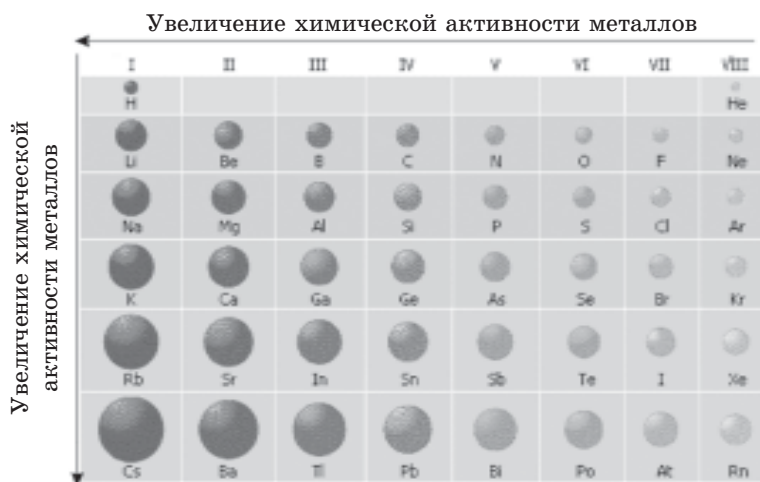 Увеличение химической активности металлов
Увеличение химической
активности металлов
I II III IV V VI VII VIII
H He
Li Be B C N O F Ne
Na Mg Al Si P S Cl Ar
K Ca Ga Ge As Se Br Kr
Rb Sr In Sn Sb Te I Xe
Cs Ba Tl Pb Bi Po At Rn